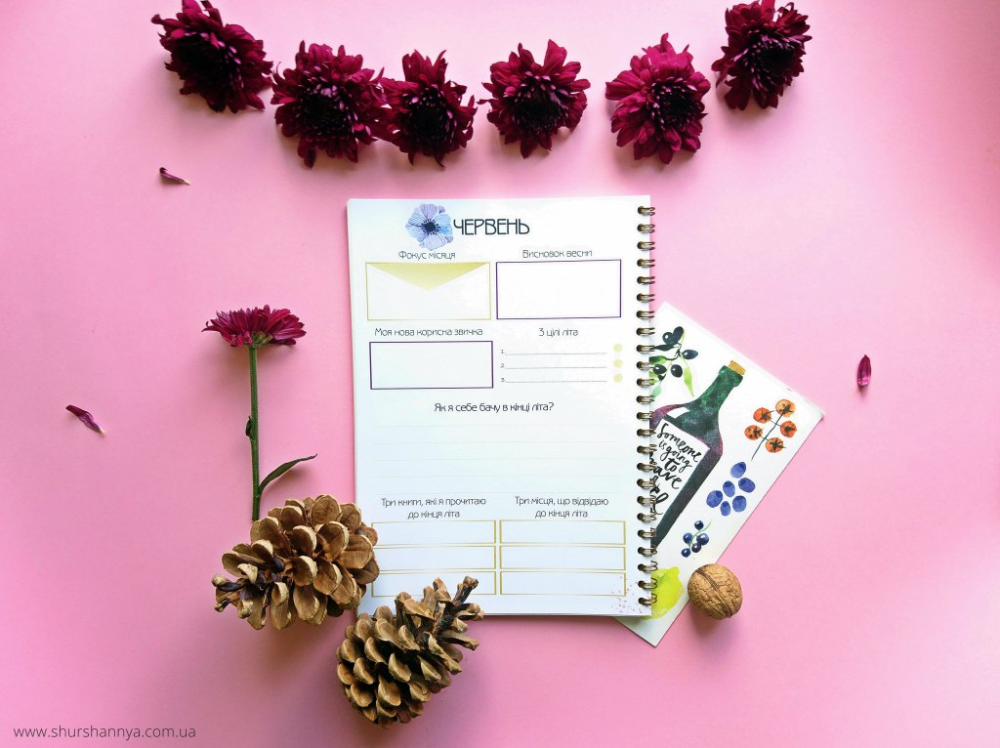 ЧЕРВЕНЬ
Фокус місяця
Висновок весни
Моя нова корисна звичка
3 цілі літа
1.
2.
3.
Як я себе бачу в кінці літа?
Три книги, які я прочитаю
до кінця літа
Три місця, що відвідаю
до кінця літа
Someone
is going
to
have
www.shurshannya.com.ua